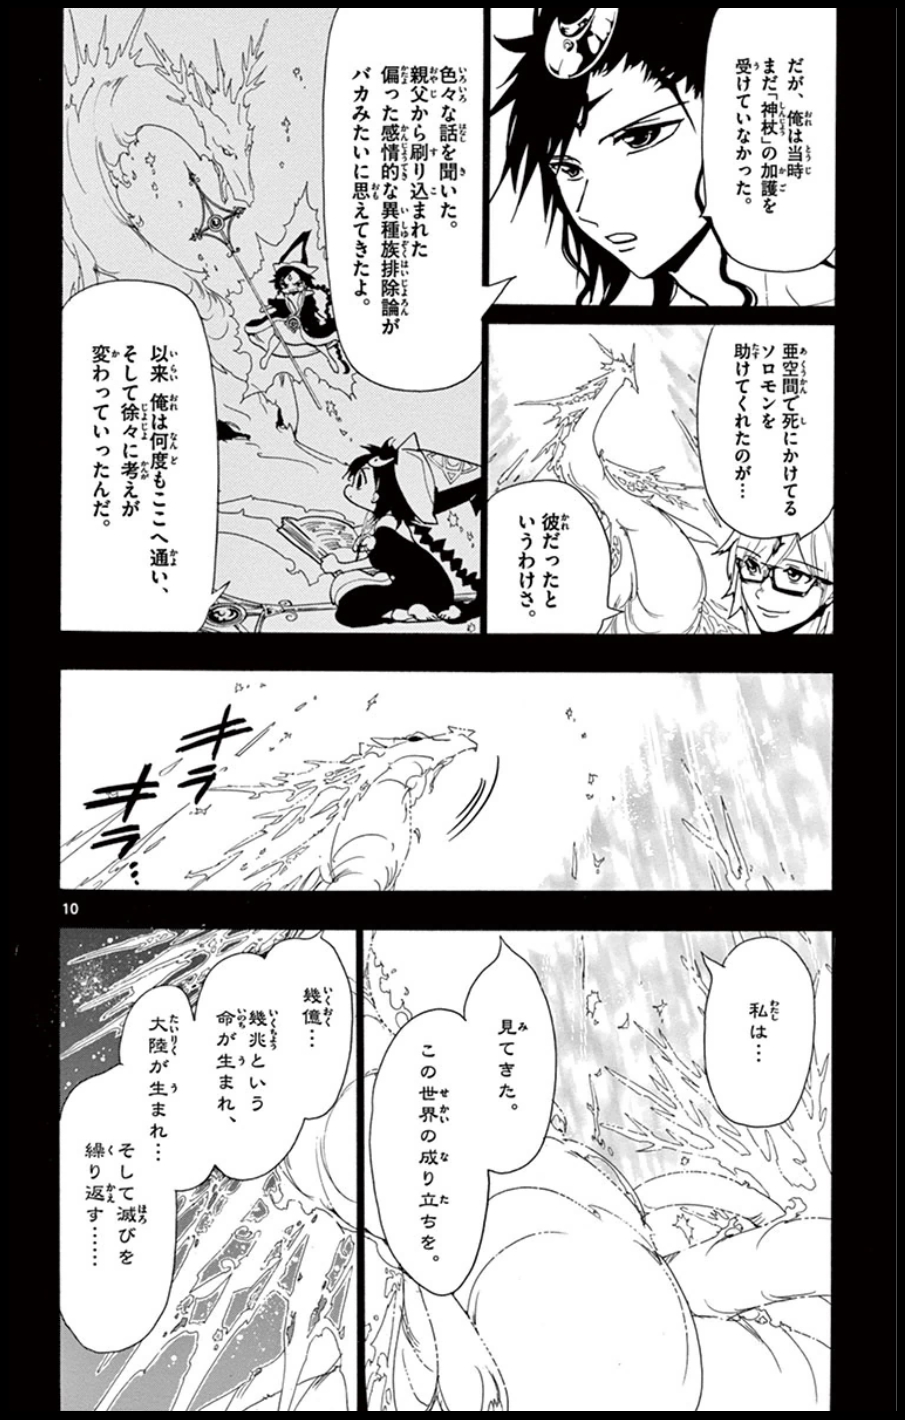 だが、俺は当時
まだ「神杖」の加護を
受けていなかった。
亜空間で死にかけてる
ソロモンを
助けてくれたのが…
彼だったと
いうわけさ。
色々な話を聞いた。
親父から刷り込まれた
偏った感情的な異種族排除論が
バカみたいに思えてきたよ。
以来 俺は何度もここへ通い、
そして徐々に考えが
変わっていったんだ。
キラ
キラ…
10
私は…
見てきた。
この世界の成り立ちを。
幾億…
幾兆という
命が生まれ、
大陸が生まれ…
そして滅びを
繰り返す……